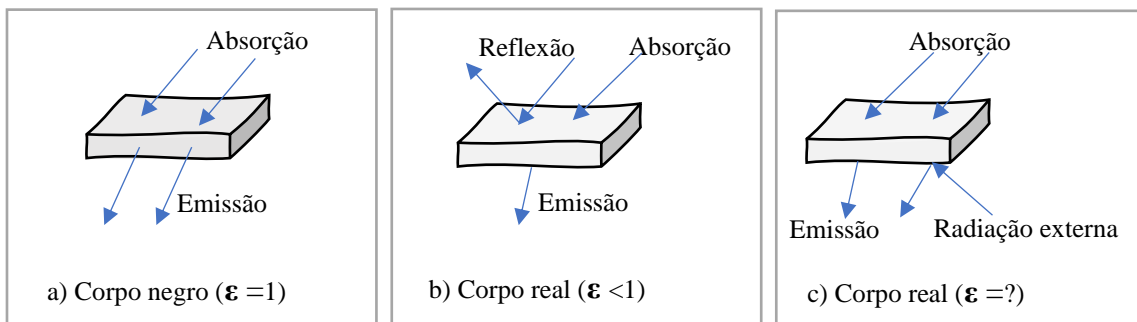 Absorção
Emissão
a) Corpo negro (ε =1)
Reflexão
Absorção
Emissão
b) Corpo real (ε <1)
Absorção
Emissão
Radiação externa
c) Corpo real (ε =?)